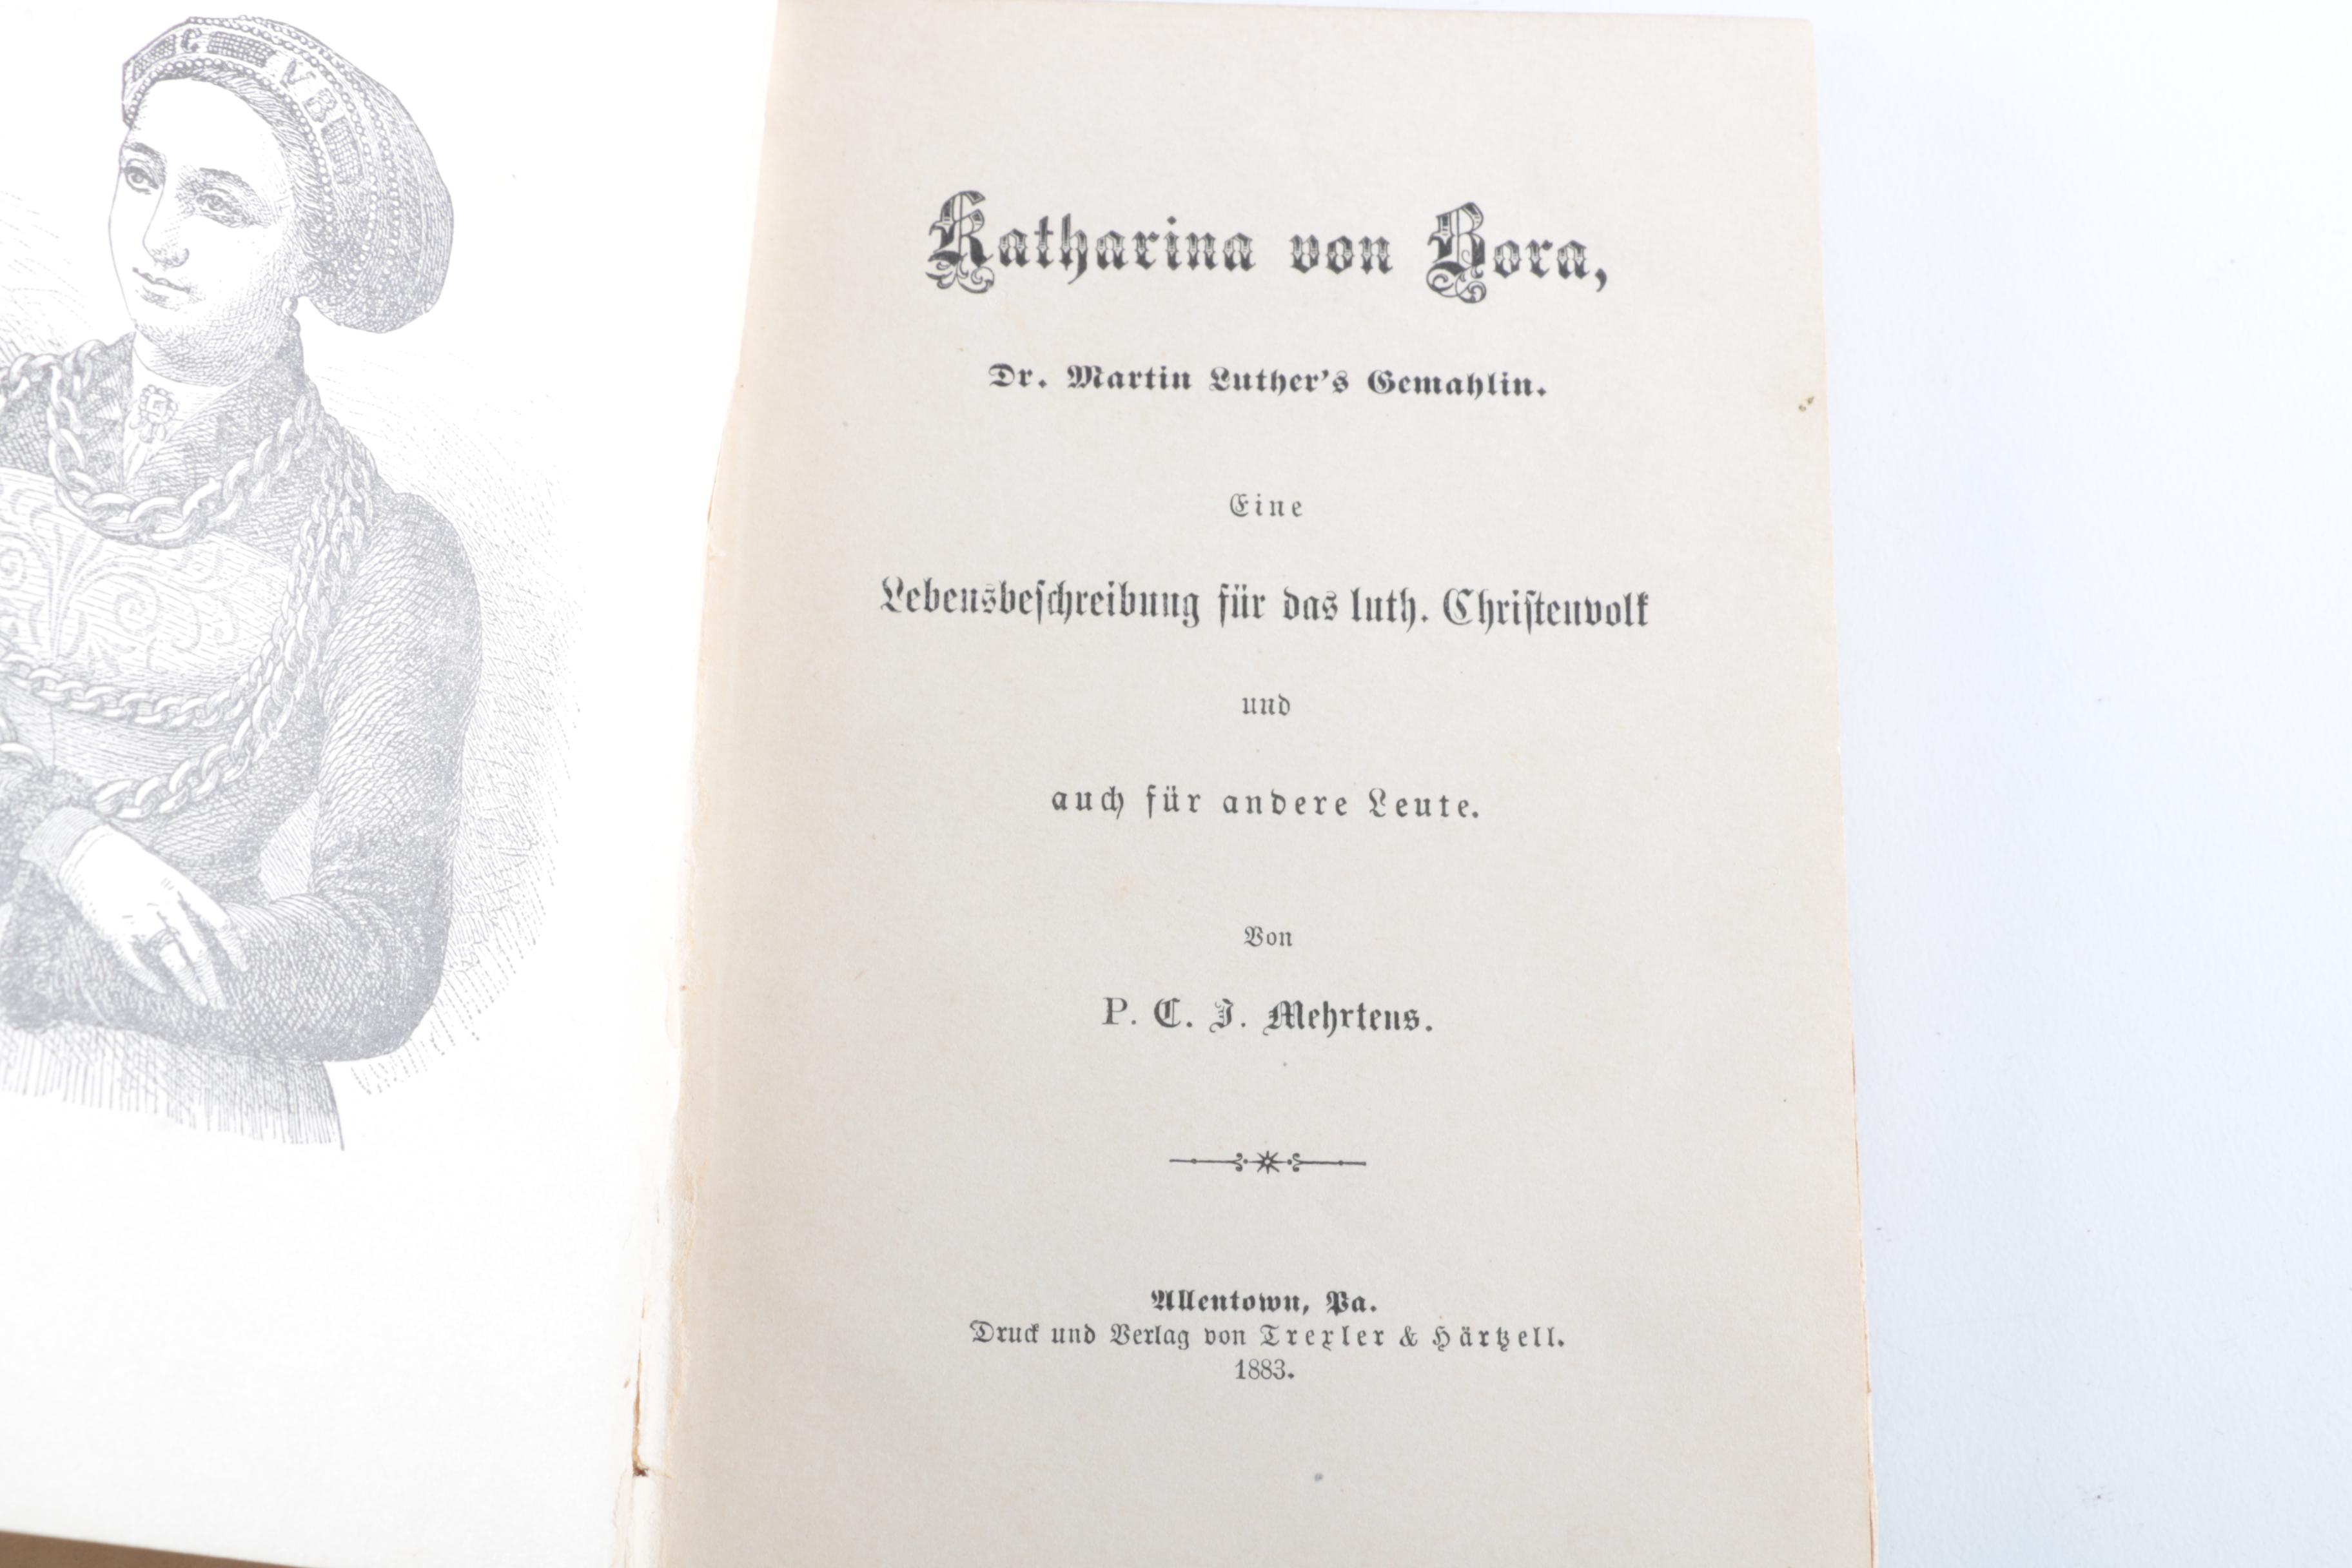 C VB
Katharina von Bora,
Dr. Martin Luther's Gemahlin.
Eine
Lebensbeschreibung für das luth. Christenvolk
und
auch für andere Leute.
Von
P. C. J. Mehrtens.
Allentown, Pa.
Druck und Verlag von Trexler & Härtzell.
1883.